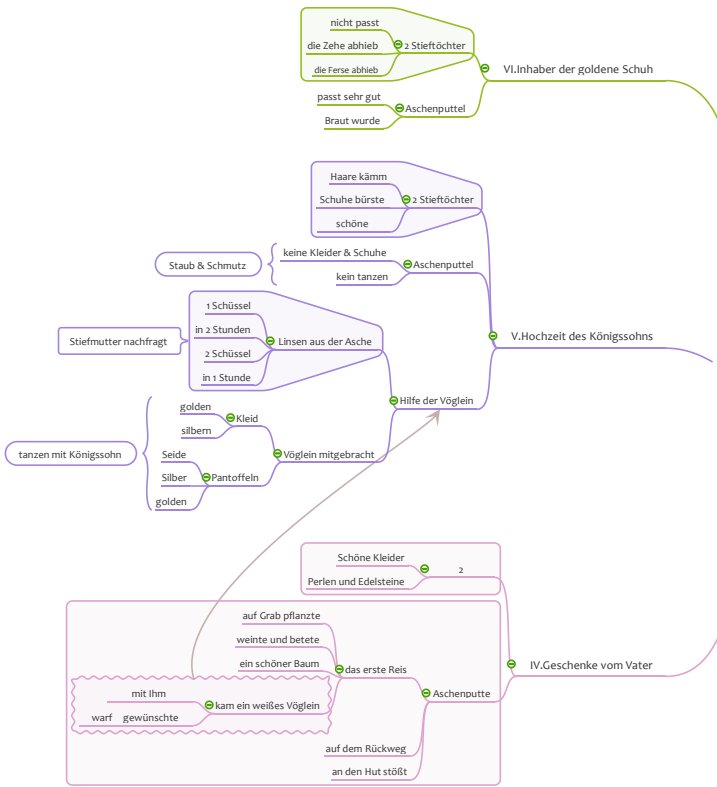 nicht passt
die Zehe abhieb
die Ferse abhieb
2 Stieftöchter
passt sehr gut
Braut wurde
Aschenputtel
VI.Inhaber der goldene Schuh
Haare kämm
Schuhe bürste
schöne
2 Stieftöchter
Staub & Schmutz
keine Kleider & Schuhe
kein tanzen
Aschenputtel
Stiefmutter nachfragt
1 Schüssel
in 2 Stunden
2 Schüssel
in 1 Stunde
Linsen aus der Asche
V.Hochzeit des Königssohns
Hilfe der Vöglein
tanzen mit Königssohn
golden
silbern
Kleid
Seide
Silber
golden
Pantoffeln
Vöglein mitgebracht
Schöne Kleider
Perlen und Edelsteine
2
IV.Geschenke vom Vater
auf Grab pflanzte
weinte und betete
ein schöner Baum
das erste Reis
mit Ihm
warf gewünschte
kam ein weißes Vöglein
Aschenputte
auf dem Rückweg
an den Hut stößt